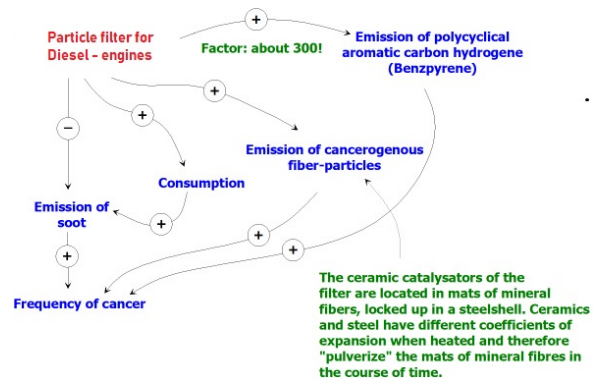 Particle filter for
Diesel - engines
+
Factor: about 300!
Emission of polycyclical
aromatic carbon hydrogene
(Benzpyrene)
+
+
−
Emission of cancerogenous
fiber-particles
Consumption
Emission of
soot
+
+
+
+
Frequency of cancer
The ceramic catalysators of the
filter are located in mats of mineral
fibers, locked up in a steelshell. Ceramics
and steel have different coefficients of
expansion when heated and therefore
"pulverize" the mats of mineral fibres in
the course of time.